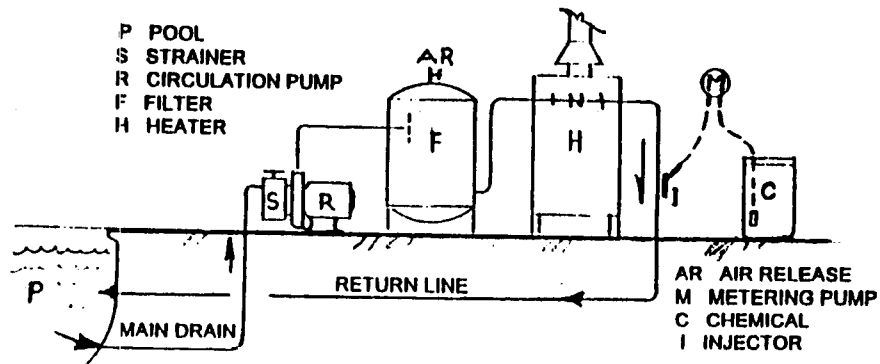 P POOL
S STRAINER
R CIRCULATION PUMP
F FILTER
H HEATER
AR
F
H
M
S
R
I
C
P
RETURN LINE
MAIN DRAIN
AR AIR RELEASE
M METERING PUMP
C CHEMICAL
I INJECTOR